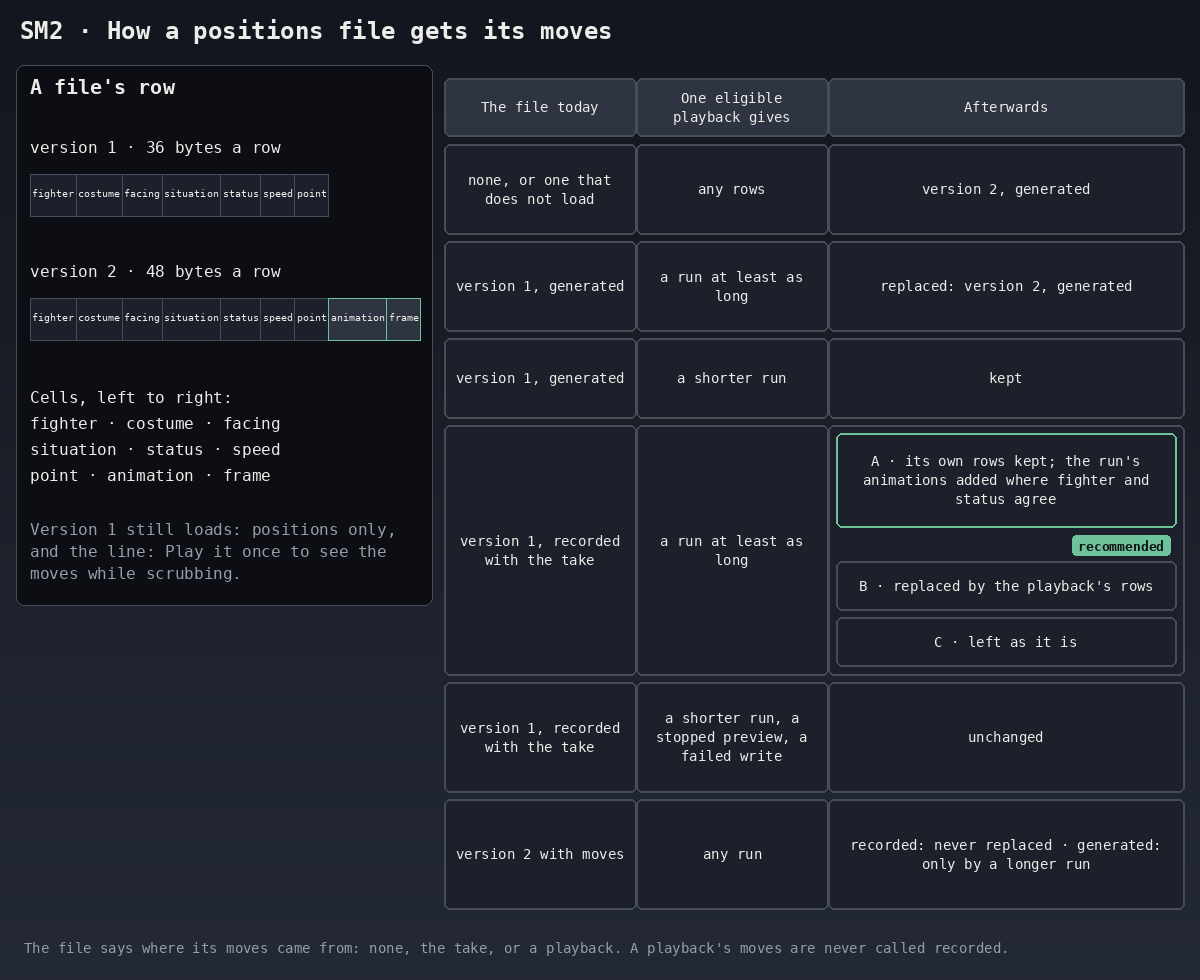 SM2 · How a positions file gets its moves
A file's row
version 1 · 36 bytes a row
fighter costume facing situation status speed point
version 2 · 48 bytes a row
fighter costume facing situation status speed point animation frame
Cells, left to right:
fighter · costume · facing
situation · status · speed
point · animation · frame
Version 1 still loads: positions only,
and the line: Play it once to see the
moves while scrubbing.
The file today
One eligible
playback gives
Afterwards
none, or one that
does not load
any rows
version 2, generated
version 1, generated
a run at least as
long
replaced: version 2, generated
version 1, generated
a shorter run
kept
version 1, recorded
with the take
a run at least as
long
A · its own rows kept; the run's
animations added where fighter and
status agree
recommended
B · replaced by the playback's rows
C · left as it is
version 1, recorded
with the take
a shorter run, a
stopped preview, a
failed write
unchanged
version 2 with moves
any run
recorded: never replaced · generated:
only by a longer run
The file says where its moves came from: none, the take, or a playback. A playback's moves are never called recorded.